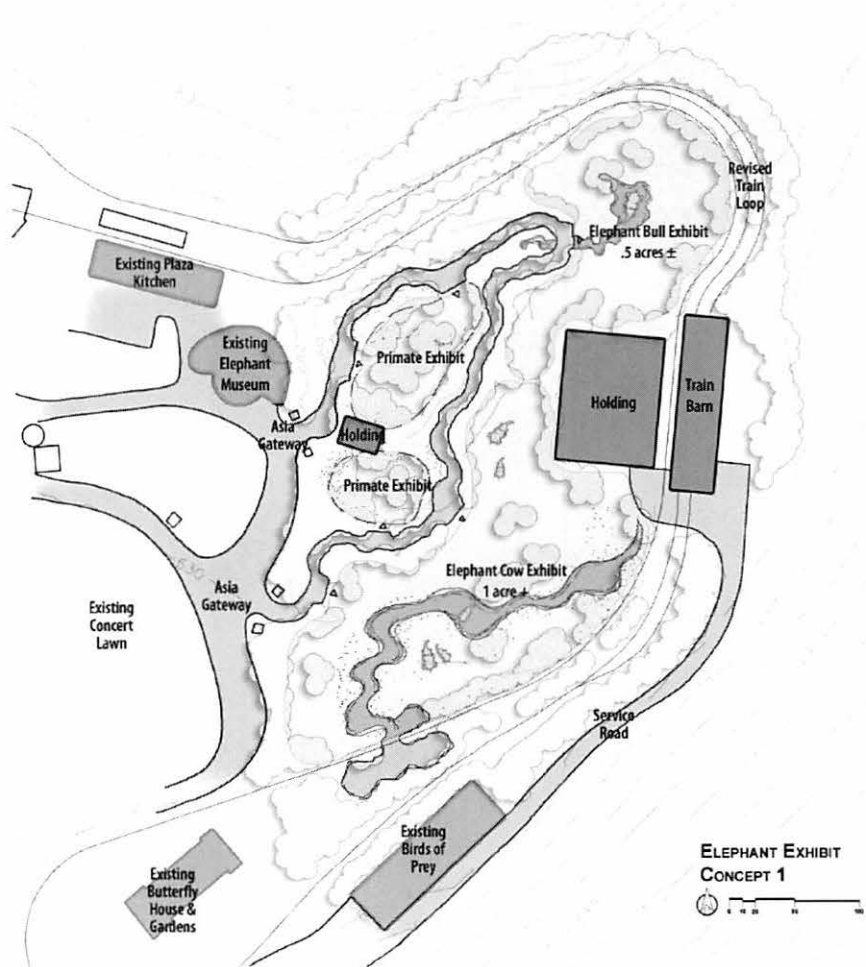 Revised
Train
Loop
Elephant Bull Exhibit
.5 acres ±
Existing Plaza
Kitchen
Existing
Elephant
Museum
Primate Exhibit
Holding
Train
Barn
Asia
Gateway
Holding
Primate Exhibit
Elephant Cow Exhibit
1 acre +
630
Asia
Gateway
Existing
Concert
Lawn
Service
Road
Existing
Birds of
Prey
Existing
Butterfly
House &
Gardens
ELEPHANT EXHIBIT
CONCEPT 1